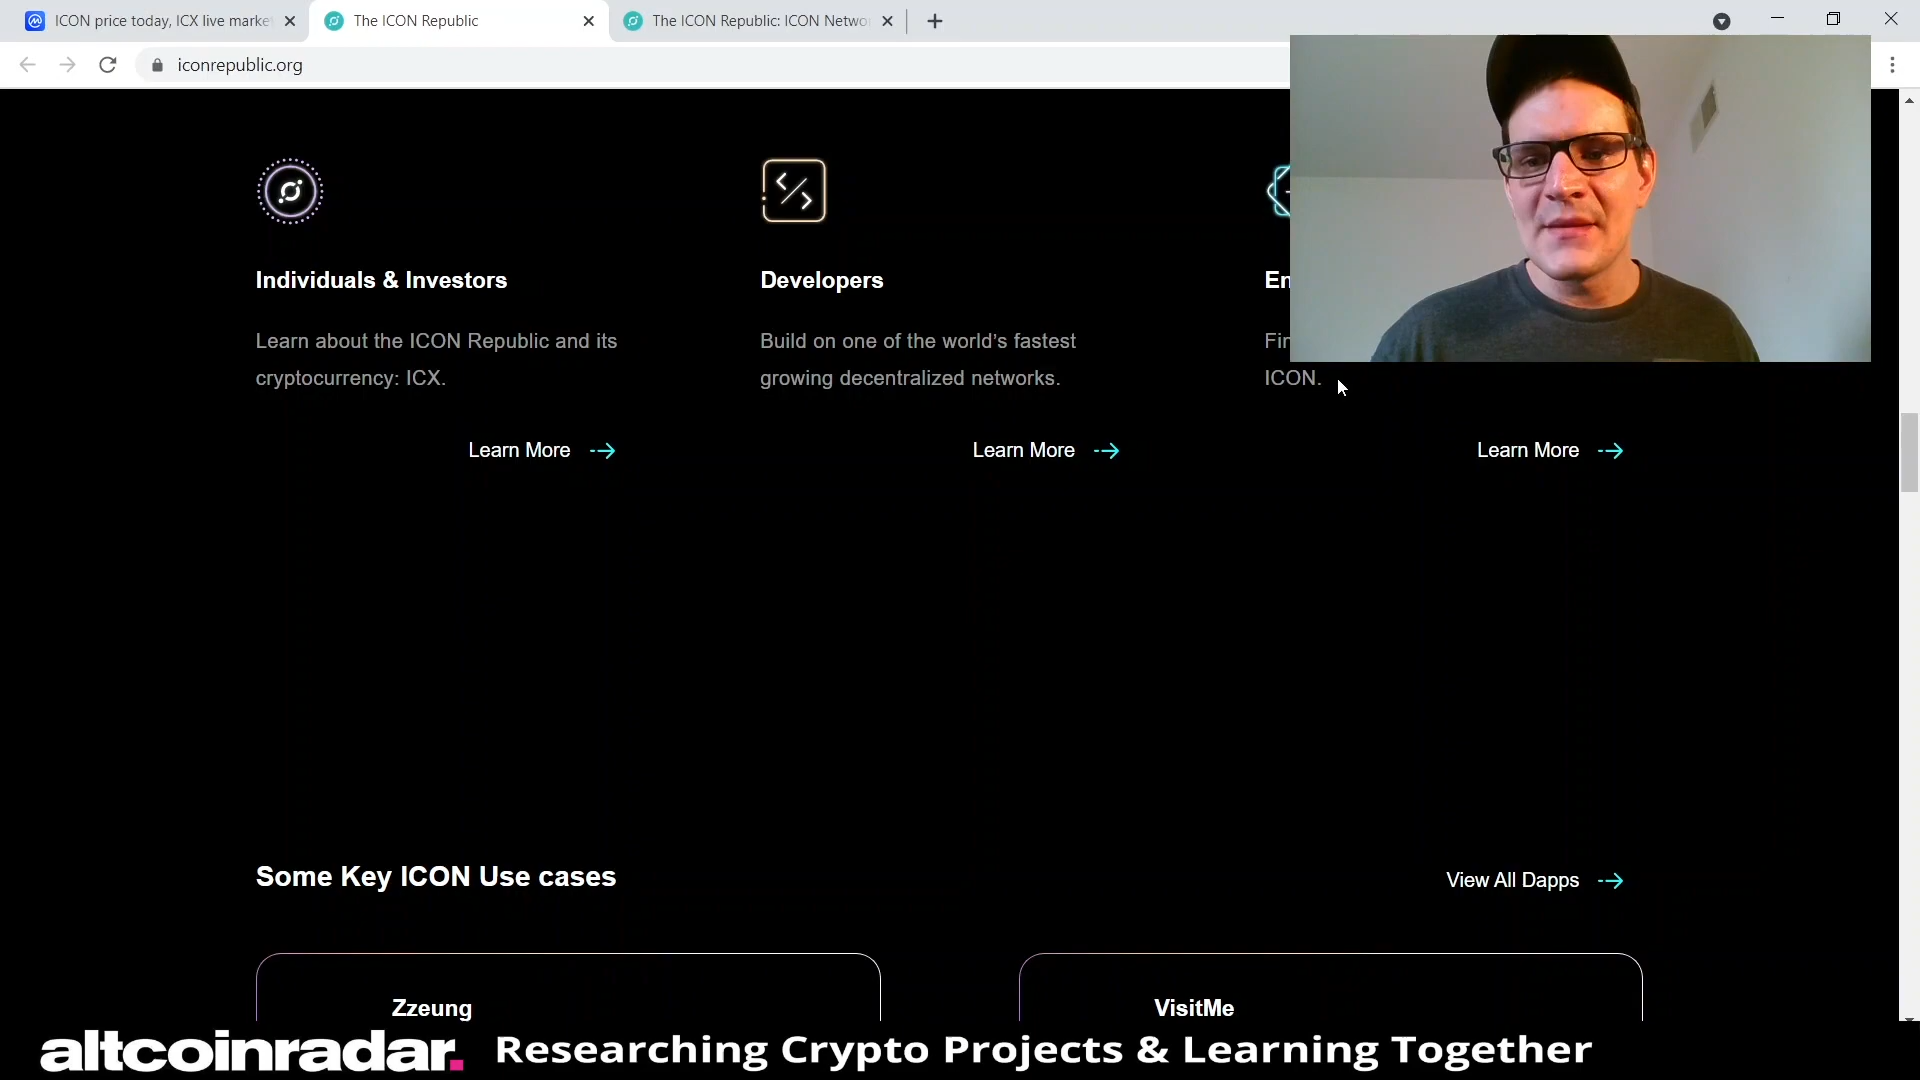 ICON price today, ICX live marke
The ICON Republic
The ICON Republic: ICON Netwo
iconrepublic.org
Individuals & Investors
Learn about the ICON Republic and its
cryptocurrency: ICX.
Learn More
Developers
Build on one of the world's fastest
growing decentralized networks.
Learn More
En
Fin
ICON.
Learn More
Some Key ICON Use cases
View All Dapps
Zzeung
VisitMe
altcoinradar. Researching Crypto Projects & Learning Together